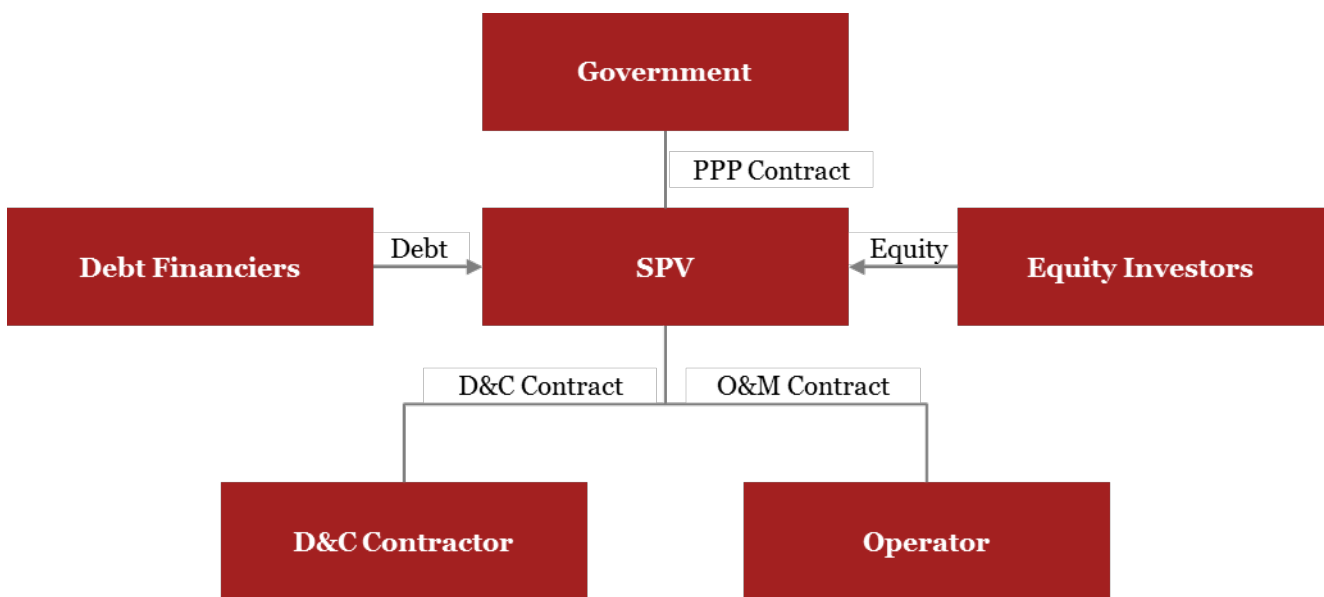 Government
PPP Contract
Debt Financiers
Debt
SPV
Equity
Equity Investors
D&C Contract
O&M Contract
D&C Contractor
Operator